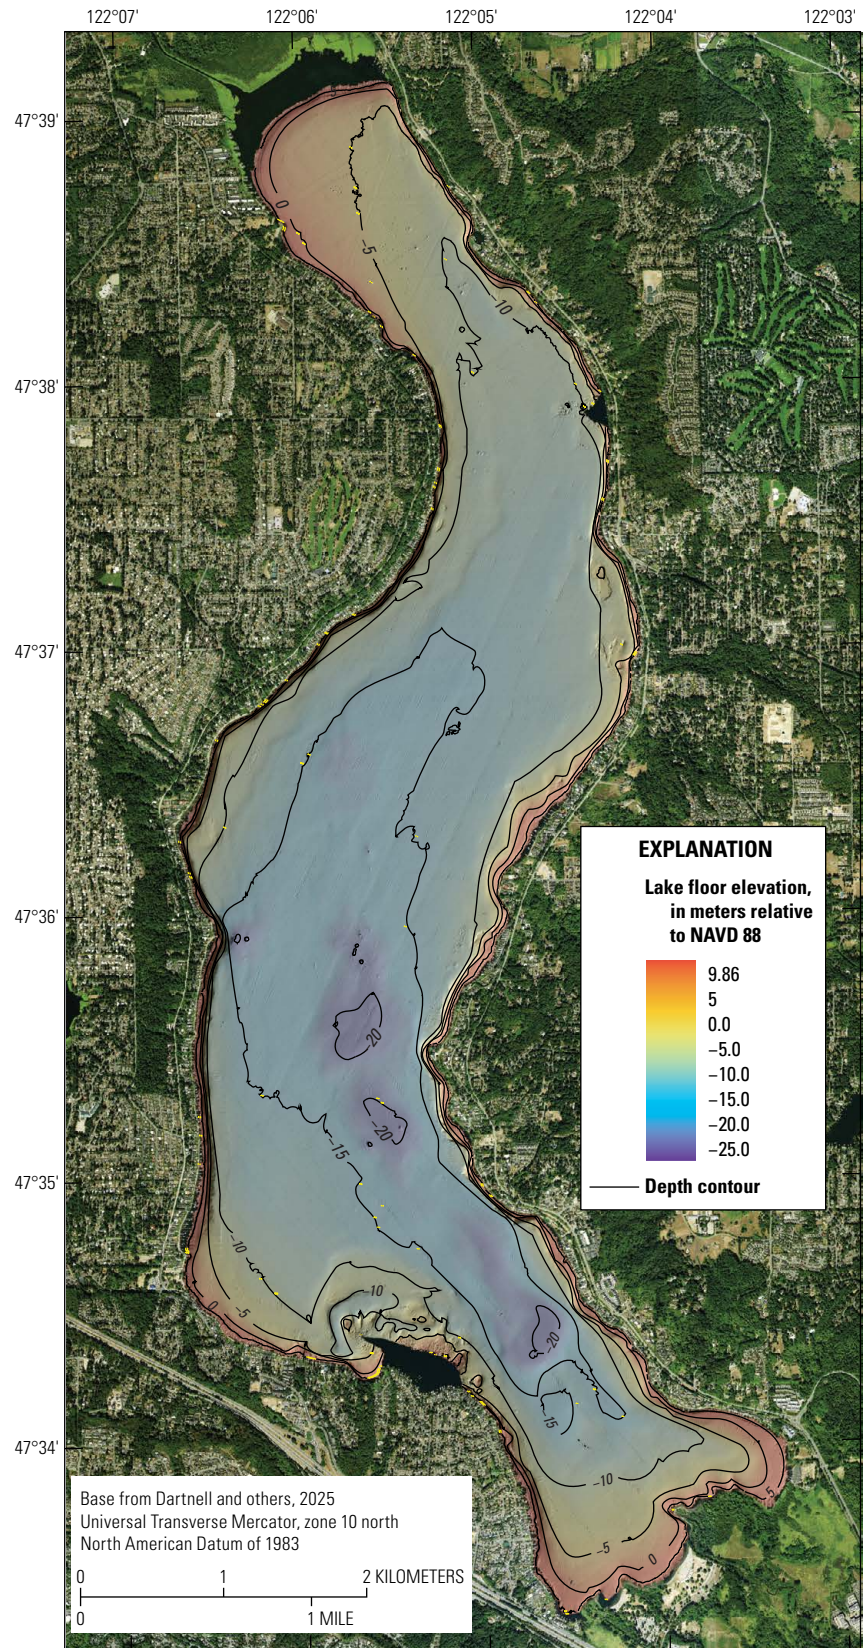 122°07' 122°06' 122°05' 122°04' 122°03'
47°39'
0
−5
−10
47°38'
47°37'
47°36'
−20
−20
−15
47°35'
−10
−5
0
−10
−20
−15
47°34'
−10
5
−5
0
EXPLANATION
Lake floor elevation,
in meters relative
to NAVD 88
9.86
5
0.0
−5.0
−10.0
−15.0
−20.0
−25.0
Depth contour
Base from Dartnell and others, 2025
Universal Transverse Mercator, zone 10 north
North American Datum of 1983
0 1 2 KILOMETERS
0 1 MILE